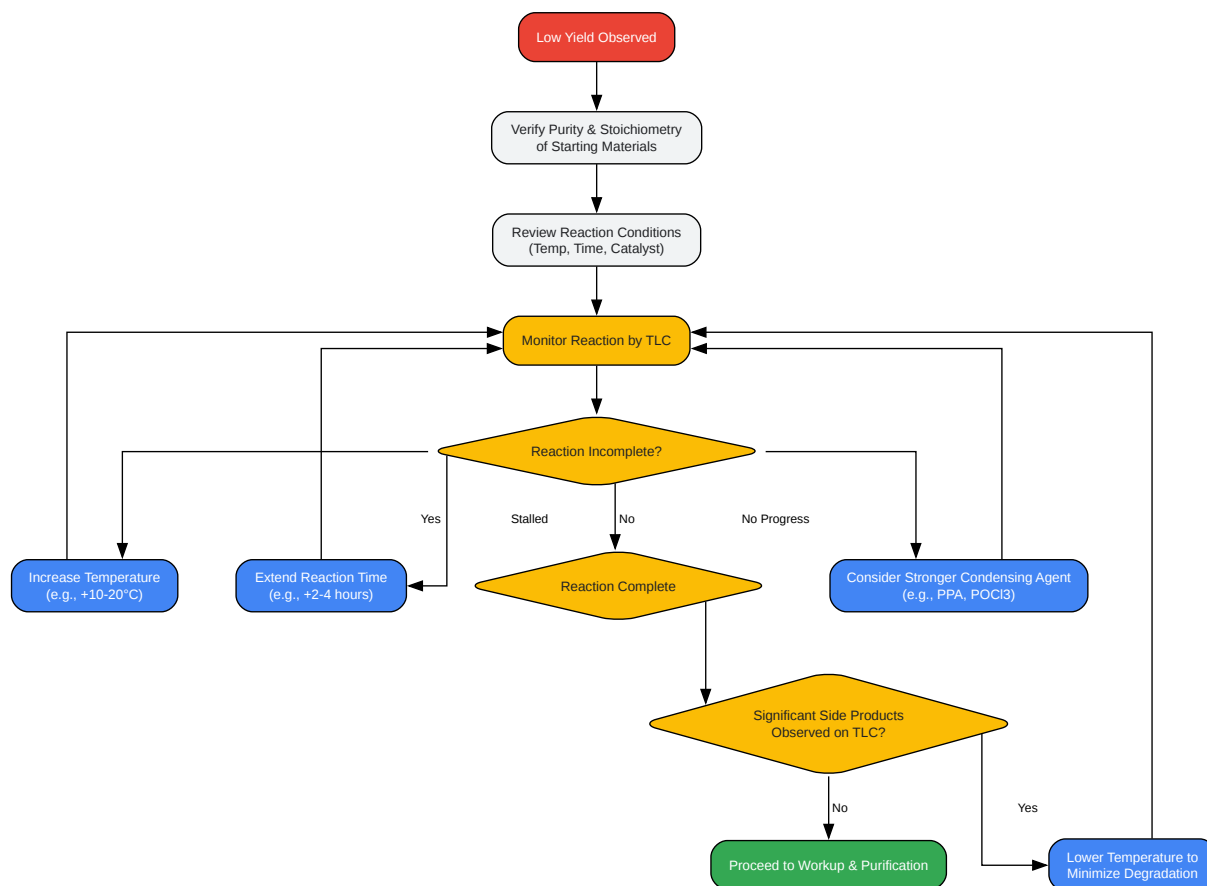 Low Yield Observed
Verify Purity & Stoichiometry
of Starting Materials
Review Reaction Conditions
(Temp, Time, Catalyst)
Monitor Reaction by TLC
Reaction Incomplete?
Yes
Stalled
No
No Progress
Increase Temperature
(e.g., +10-20°C)
Extend Reaction Time
(e.g., +2-4 hours)
Reaction Complete
Consider Stronger Condensing Agent
(e.g., PPA, POCl3)
Significant Side Products
Observed on TLC?
No
Yes
Proceed to Workup & Purification
Lower Temperature to
Minimize Degradation